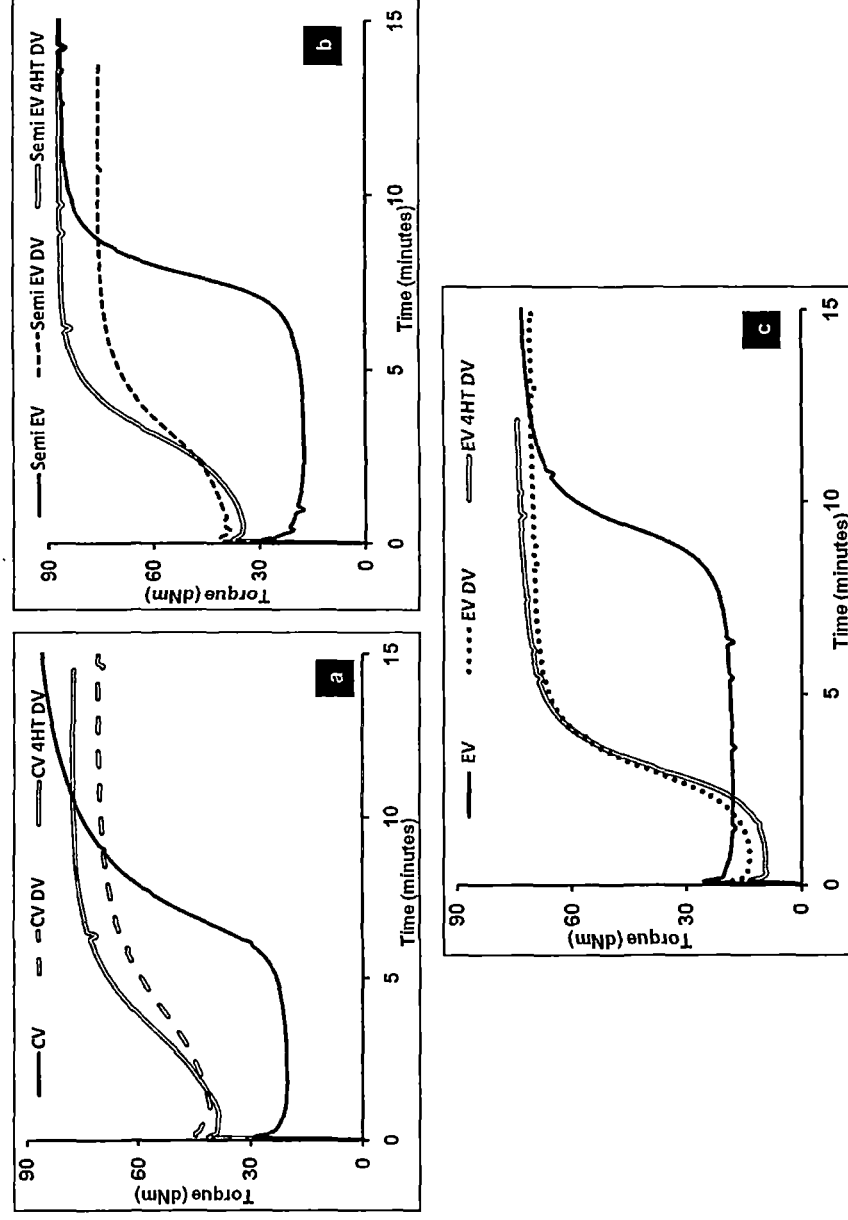 CV CV DV CV 4HT DV
90
60
30
0
Torque (dNm)
0 5 10 15
Time (minutes)
a
Semi EV Semi EV DV Semi EV 4HT DV
90
60
30
0
Torque (dNm)
0 5 10 15
Time (minutes)
b
EV EV DV EV 4HT DV
90
60
30
0
Torque (dNm)
0 5 10 15
Time (minutes)
c